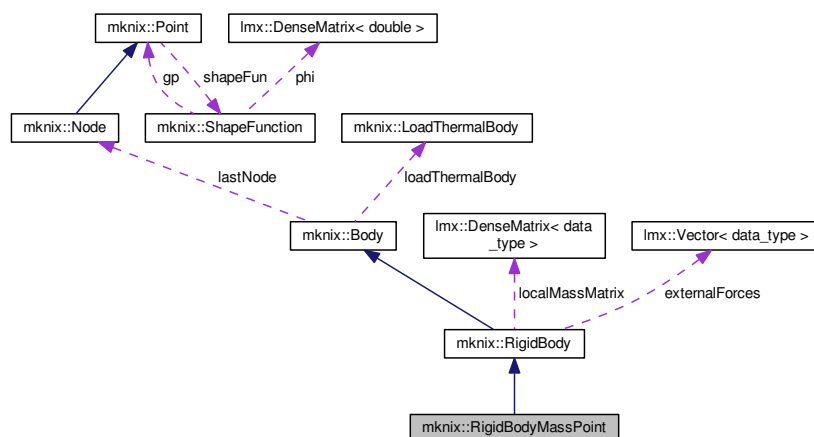 mknix::Point
lmx::DenseMatrix< double >
gp
shapeFun
phi
mknix::Node
mknix::ShapeFunction
mknix::LoadThermalBody
lastNode
loadThermalBody
mknix::Body
lmx::DenseMatrix< data
_type >
lmx::Vector< data_type >
localMassMatrix
externalForces
mknix::RigidBody
mknix::RigidBodyMassPoint